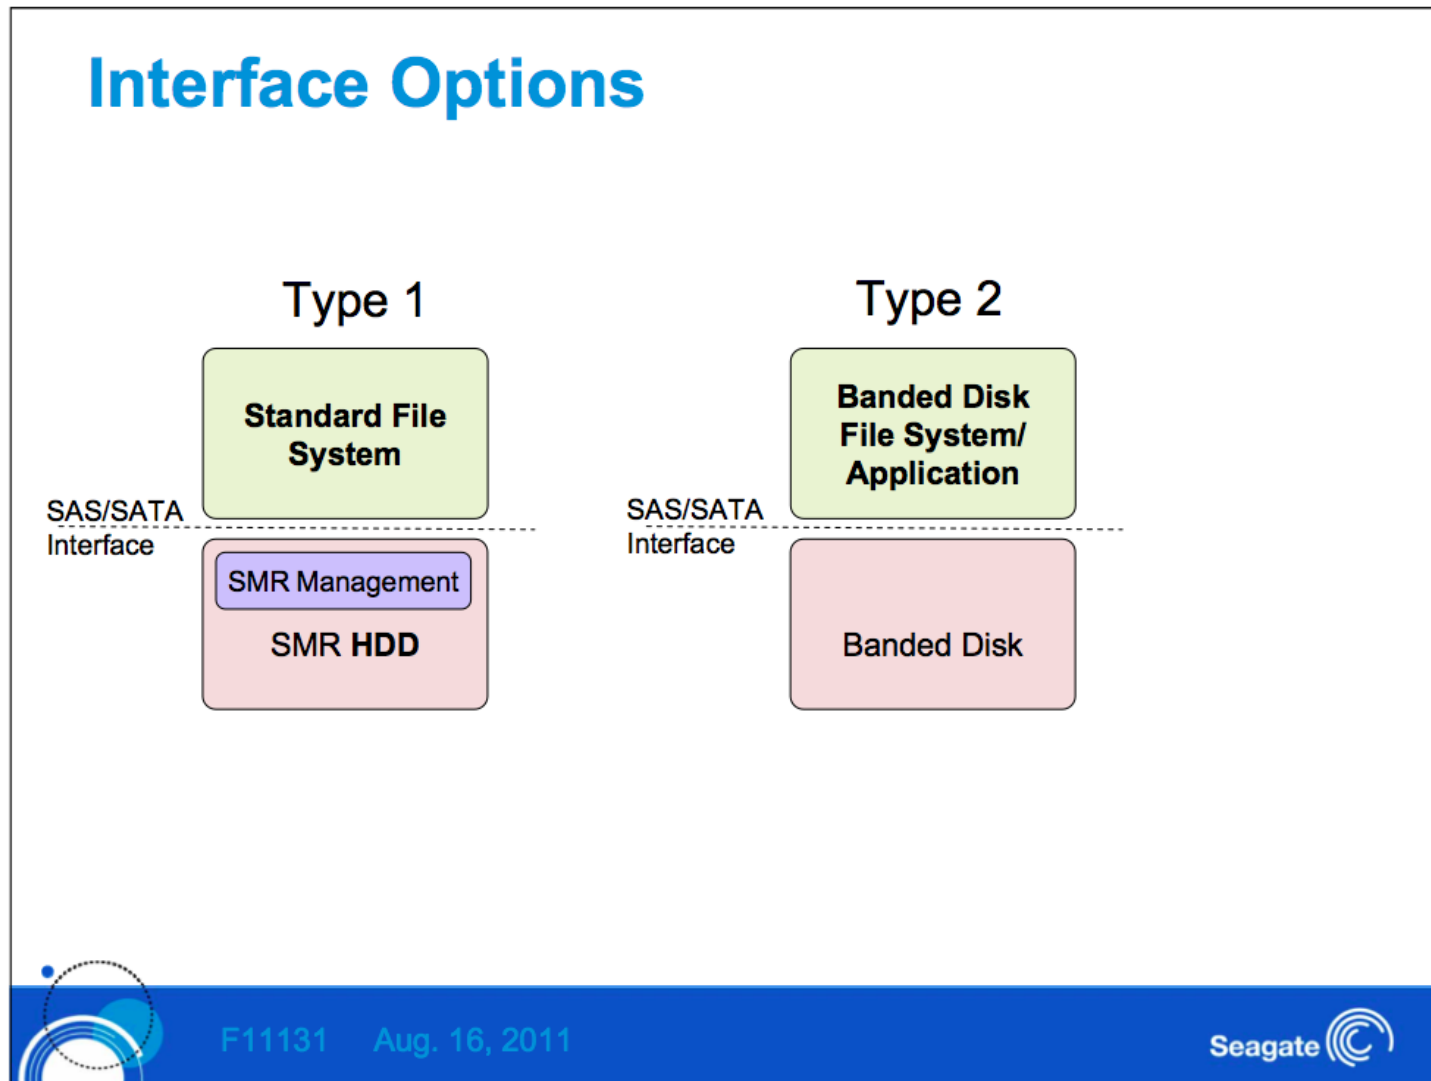 Interface Options
Type 1
Standard File
System
SAS/SATA
Interface
SMR Management
SMR HDD
Type 2
Banded Disk
File System/
Application
SAS/SATA
Interface
Banded Disk
F11131 Aug. 16, 2011
Seagate